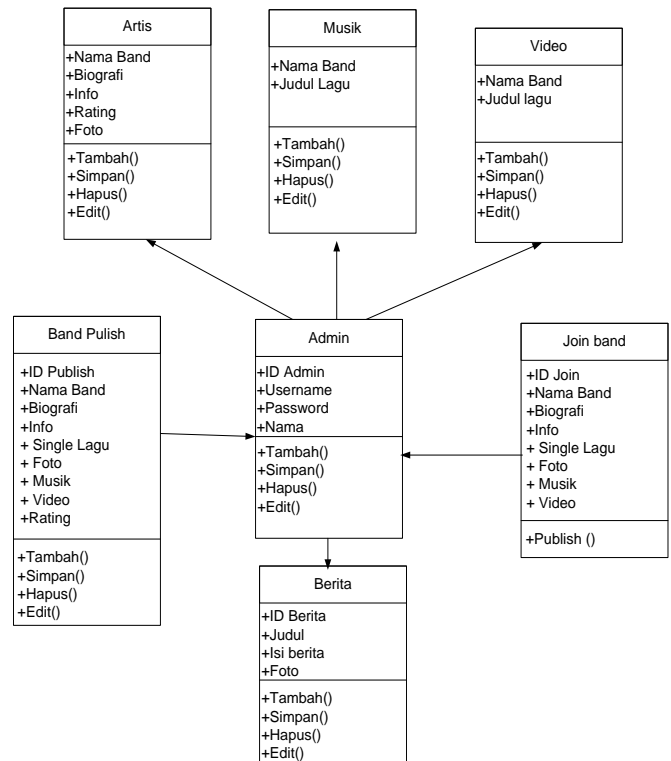 Artis
+Nama Band
+Biografi
+Info
+Rating
+Foto
+Tambah()
+Simpan()
+Hapus()
+Edit()
Musik
+Nama Band
+Judul Lagu
+Tambah()
+Simpan()
+Hapus()
+Edit()
Video
+Nama Band
+Judul lagu
+Tambah()
+Simpan()
+Hapus()
+Edit()
Band Pulish
+ID Publish
+Nama Band
+Biografi
+Info
+ Single Lagu
+ Foto
+ Musik
+ Video
+Rating
+Tambah()
+Simpan()
+Hapus()
+Edit()
Admin
+ID Admin
+Username
+Password
+Nama
+Tambah()
+Simpan()
+Hapus()
+Edit()
Join band
+ID Join
+Nama Band
+Biografi
+Info
+ Single Lagu
+ Foto
+ Musik
+ Video
+Publish ()
Berita
+ID Berita
+Judul
+Isi berita
+Foto
+Tambah()
+Simpan()
+Hapus()
+Edit()